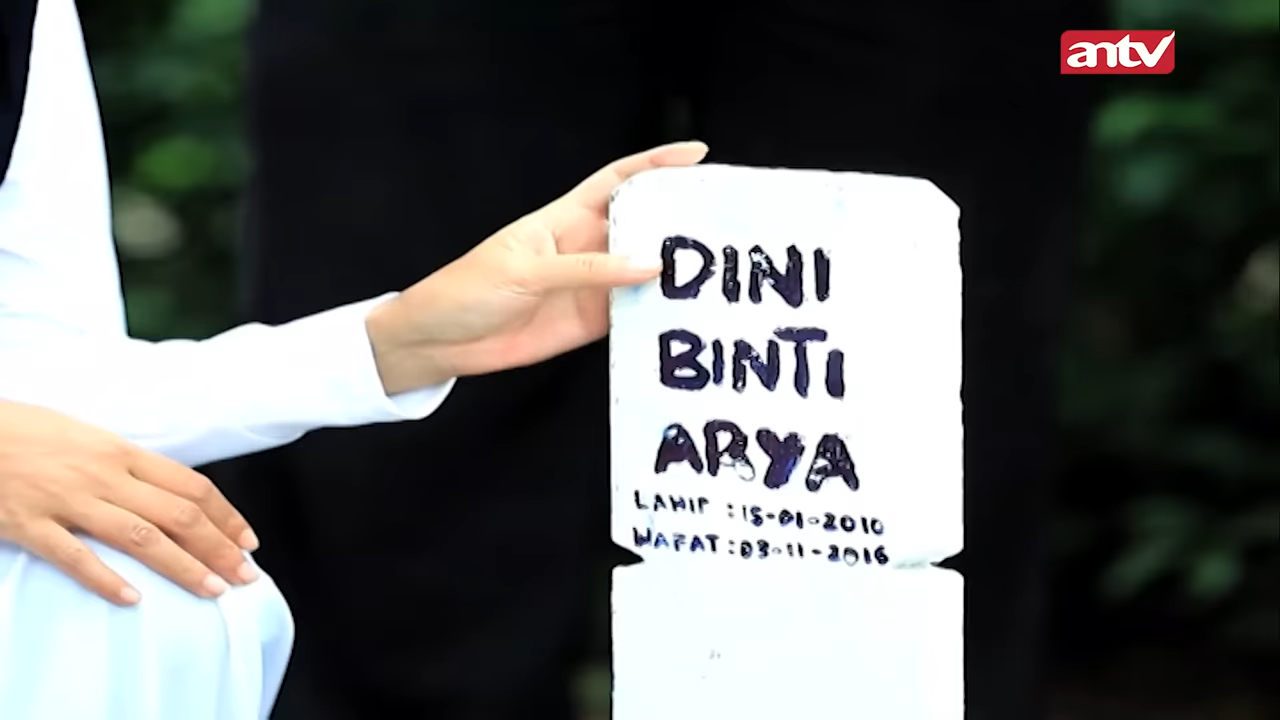 antv
DINI
BINTI
ARYA
LAHIR : 15-01-2010
WAFAT : 03-11-2016